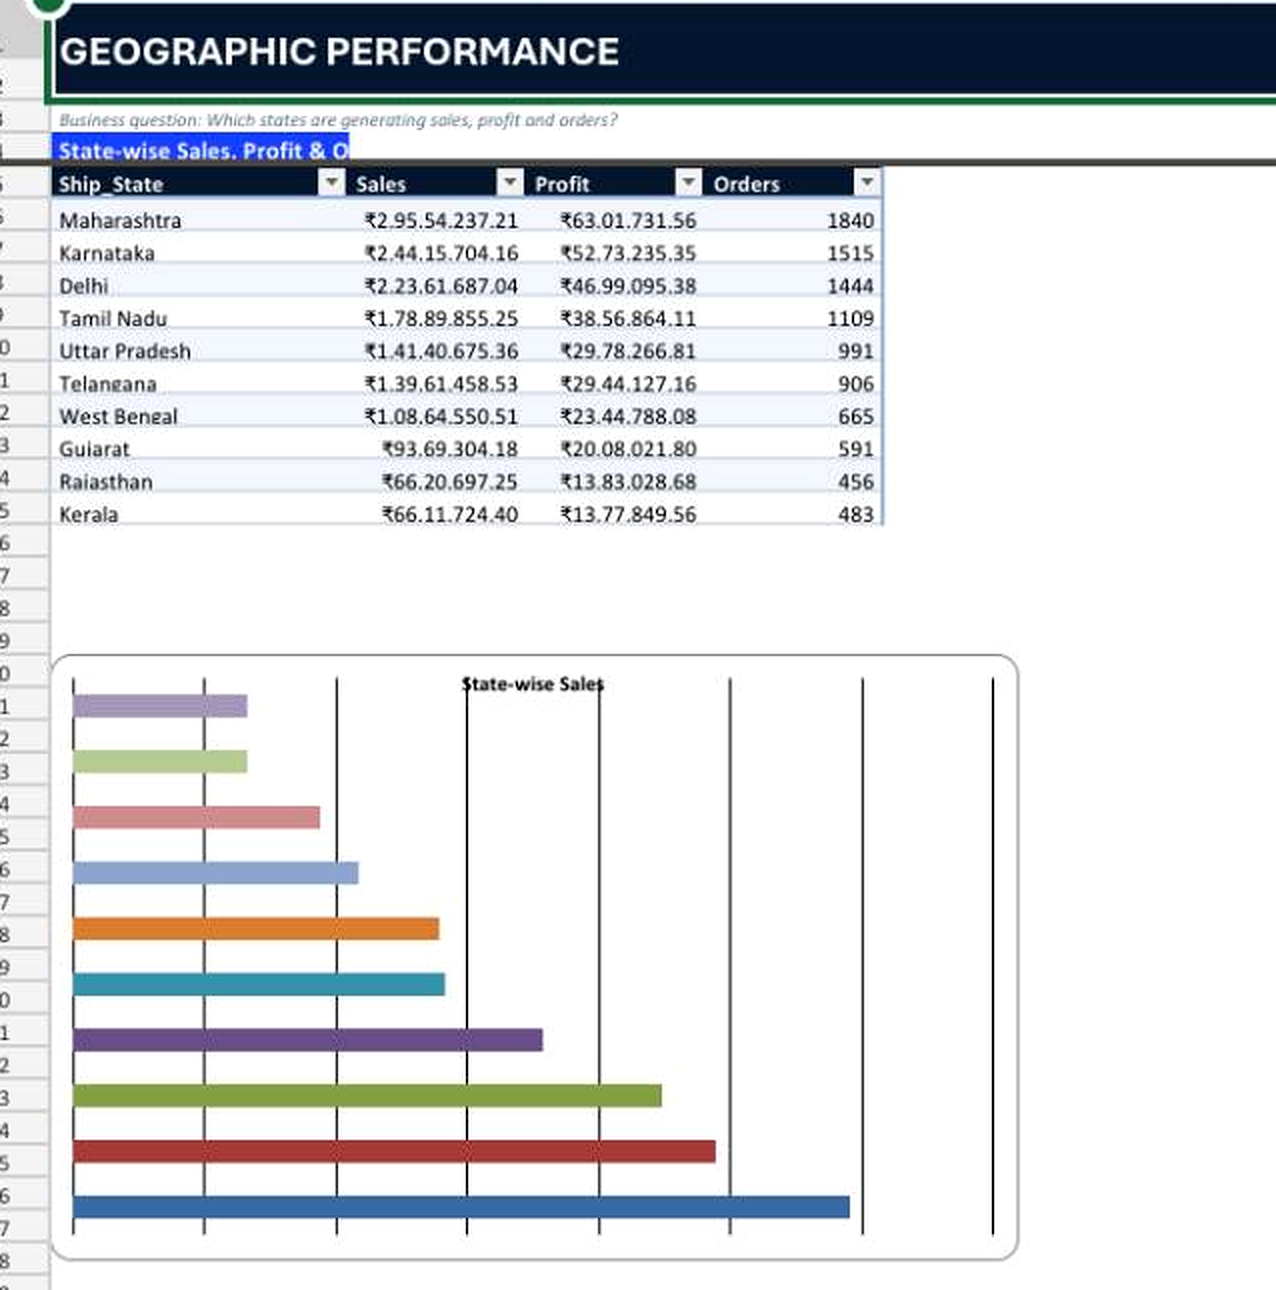 GEOGRAPHIC PERFORMANCE
Business question: Which states are generating sales, profit and orders?
State-wise Sales. Profit & O
Ship_State Sales Profit Orders
Maharashtra ₹2.95.54.237.21 ₹63.01.731.56 1840
Karnataka ₹2.44.15.704.16 ₹52.73.235.35 1515
Delhi ₹2.23.61.687.04 ₹46.99.095.38 1444
Tamil Nadu ₹1.78.89.855.25 ₹38.56.864.11 1109
Uttar Pradesh ₹1.41.40.675.36 ₹29.78.266.81 991
Telangana ₹1.39.61.458.53 ₹29.44.127.16 906
West Bengal ₹1.08.64.550.51 ₹23.44.788.08 665
Gujarat ₹93.69.304.18 ₹20.08.021.80 591
Rajasthan ₹66.20.697.25 ₹13.83.028.68 456
Kerala ₹66.11.724.40 ₹13.77.849.56 483
State-wise Sales